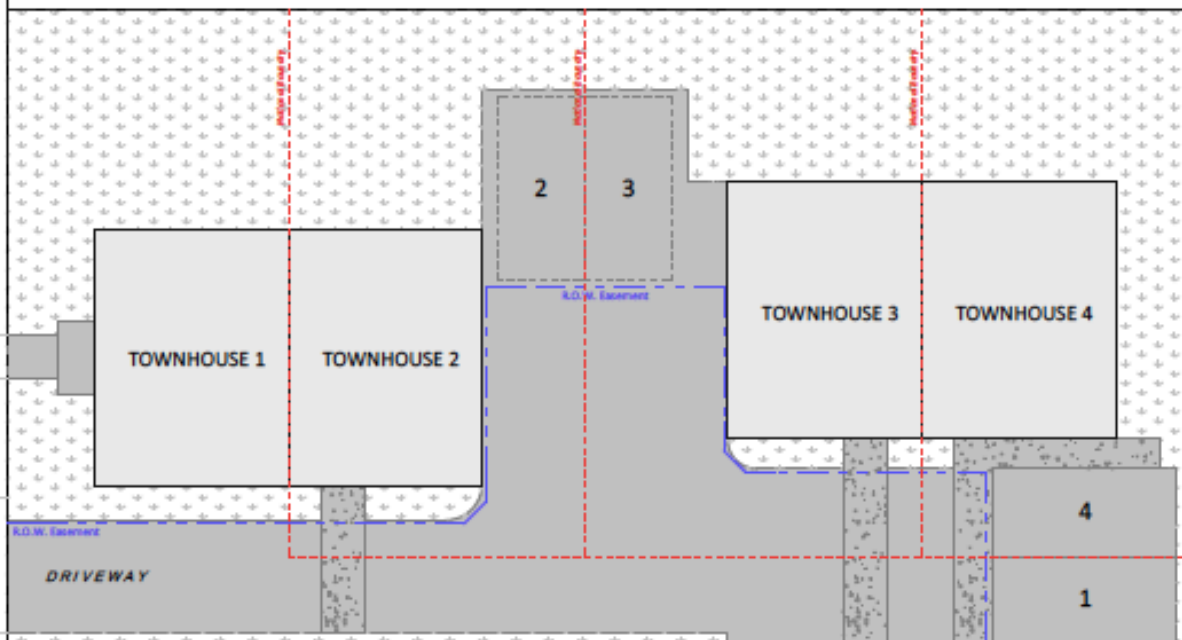 2
3
R.O.W. Easement
TOWNHOUSE 3
TOWNHOUSE 4
TOWNHOUSE 1
TOWNHOUSE 2
4
R.O.W. Easement
DRIVEWAY
1